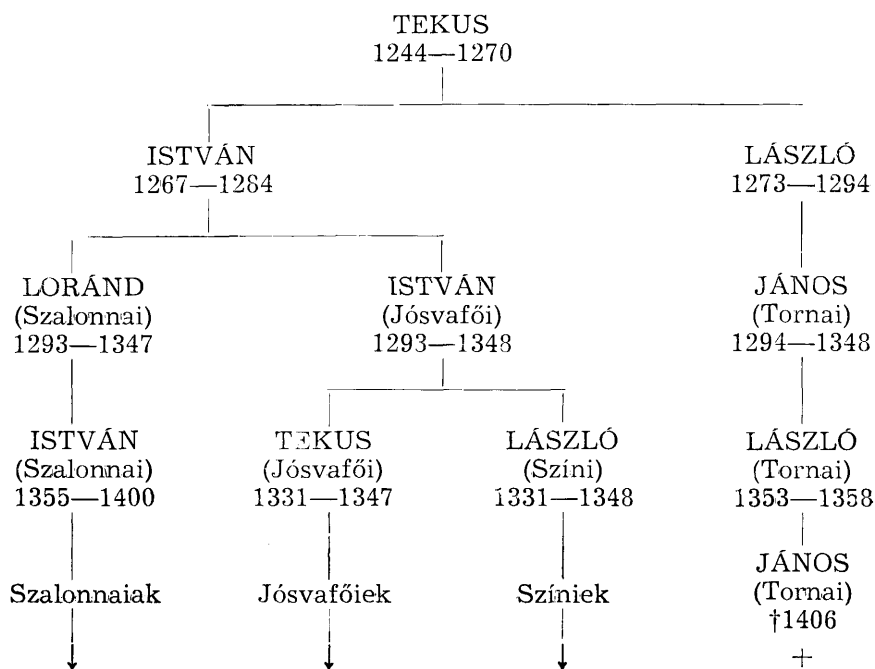 TEKUS
1244—1270
ISTVÁN
1267—1284
LÁSZLÓ
1273—1294
LORÁND
(Szalonnai)
1293—1347
ISTVÁN
(Jósvafői)
1293—1348
JÁNOS
(Tornai)
1294—1348
ISTVÁN
(Szalonnai)
1355—1400
TEKUS
(Jósvafői)
1331—1347
LÁSZLÓ
(Színi)
1331—1348
LÁSZLÓ
(Tornai)
1353—1358
Szalonnaiak
Jósvafőiek
Színiek
JÁNOS
(Tornai)
†1406